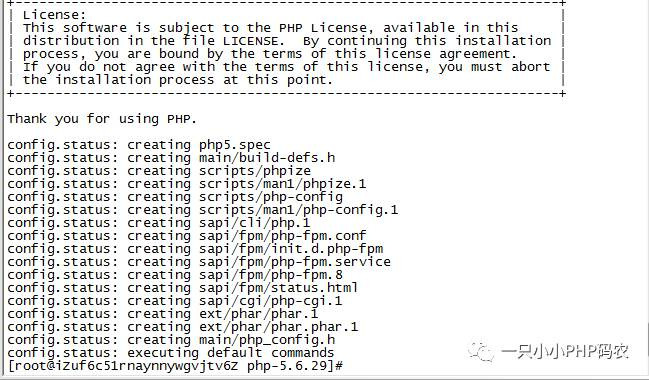 +--------------------------------------------------------------------+
| License:                                                           |
| This software is subject to the PHP License, available in this     |
| distribution in the file LICENSE.  By continuing this installation |
| process, you are bound by the terms of this license agreement.     |
| If you do not agree with the terms of this license, you must abort |
| the installation process at this point.                            |
+--------------------------------------------------------------------+
Thank you for using PHP.
config.status: creating php5.spec
config.status: creating main/build-defs.h
config.status: creating scripts/phpize
config.status: creating scripts/man1/phpize.1
config.status: creating scripts/php-config
config.status: creating scripts/man1/php-config.1
config.status: creating sapi/cli/php.1
config.status: creating sapi/fpm/php-fpm.conf
config.status: creating sapi/fpm/init.d.php-fpm
config.status: creating sapi/fpm/php-fpm.service
config.status: creating sapi/fpm/php-fpm.8
config.status: creating sapi/fpm/status.html
config.status: creating sapi/cgi/php-cgi.1
config.status: creating ext/phar/phar.1
config.status: creating ext/phar/phar.phar.1
config.status: creating main/php_config.h
config.status: executing default commands
[root@izuf6c51rnaynnywgvjtv6Z php-5.6.29]#
一只小小PHP码农